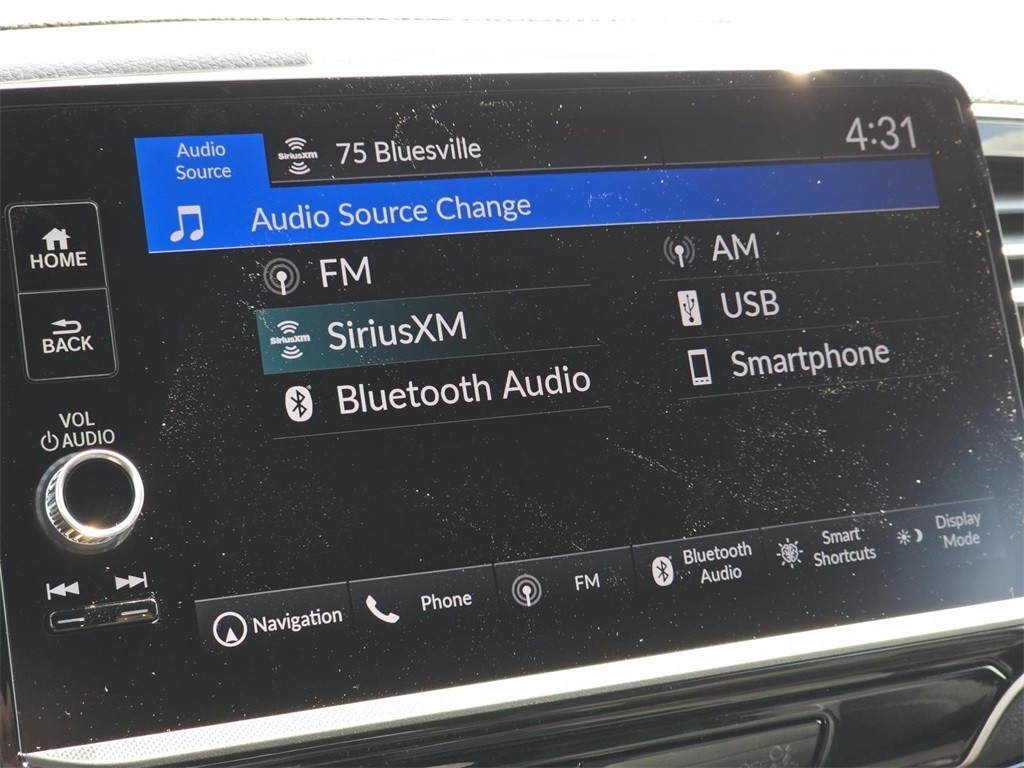 Audio
Source
SiriusXM
75 Bluesville
4:31
Audio Source Change
HOME
BACK
VOL
AUDIO
FM
AM
SiriusXM
SiriusXM
USB
Bluetooth Audio
Smartphone
Navigation
Phone
FM
Bluetooth
Audio
Smart
Shortcuts
Display
Mode